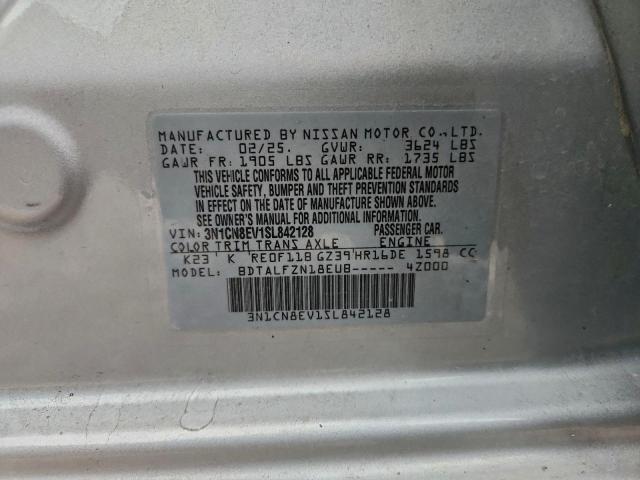 MANUFACTURED BY NISSAN MOTOR CO.,LTD.
DATE: 02/25. GVWR: 3624 LBS
GAWR FR: 1905 LBS GAWR RR: 1735 LBS
THIS VEHICLE CONFORMS TO ALL APPLICABLE FEDERAL MOTOR
VEHICLE SAFETY, BUMPER AND THEFT PREVENTION STANDARDS
IN EFFECT ON THE DATE OF MANUFACTURE SHOWN ABOVE.
SEE OWNER'S MANUAL FOR ADDITIONAL INFORMATION.
VIN: 3N1CN8EV1SL842128 PASSENGER CAR.
COLOR TRIM TRANS AXLE ENGINE
K23 K RE0F11B GZ39 HR16DE 1598 CC
MODEL: BDTALFZN18EUB----- 4Z000
3N1CN8EV1SL842128